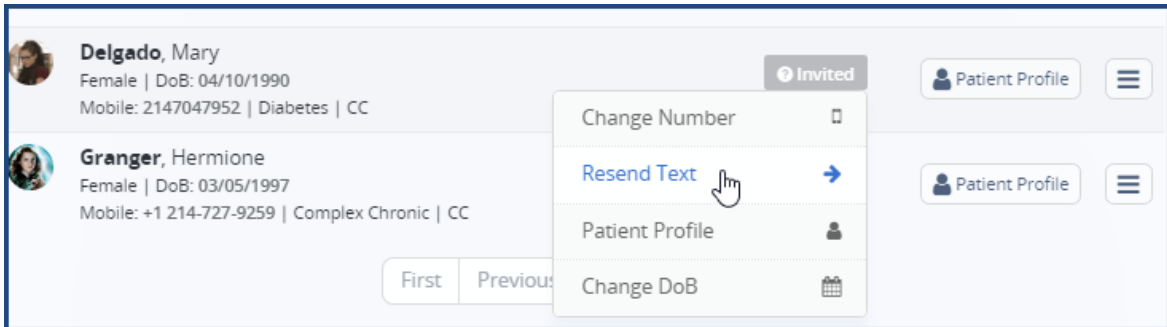 Delgado, Mary
Female | DoB: 04/10/1990
Mobile: 2147047952 | Diabetes | CC
Invited
Patient Profile
Change Number
Resend Text
Patient Profile
Change DoB
Granger, Hermione
Female | DoB: 03/05/1997
Mobile: +1 214-727-9259 | Complex Chronic | CC
Patient Profile
First